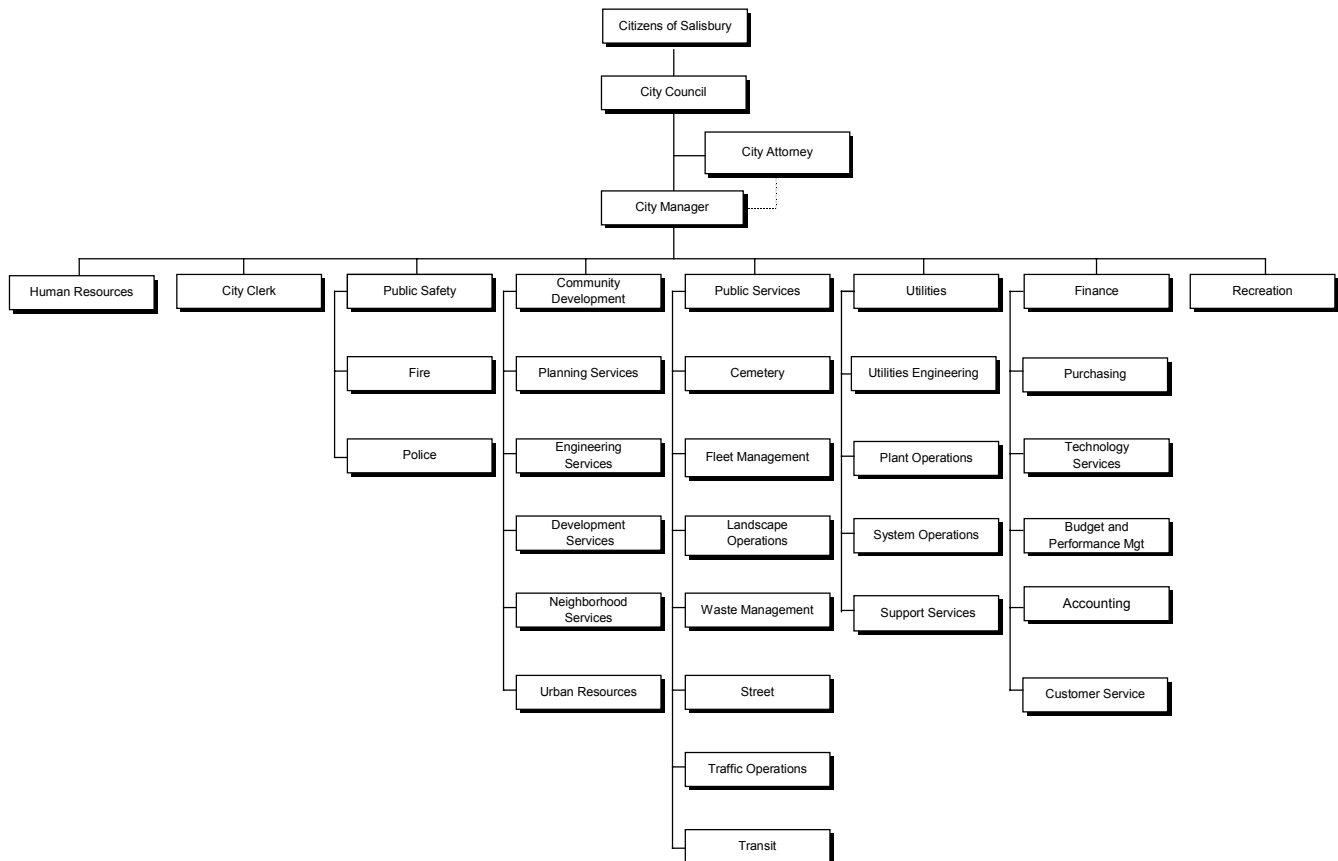 Citizens of Salisbury
City Council
City Attorney
City Manager
Human Resources
City Clerk
Public Safety
Community
Development
Public Services
Utilities
Finance
Recreation
Fire
Planning Services
Cemetery
Utilities Engineering
Purchasing
Police
Engineering
Services
Fleet Management
Plant Operations
Technology
Services
Development
Services
Landscape
Operations
System Operations
Budget and
Performance Mgt
Neighborhood
Services
Waste Management
Support Services
Accounting
Urban Resources
Street
Customer Service
Traffic Operations
Transit